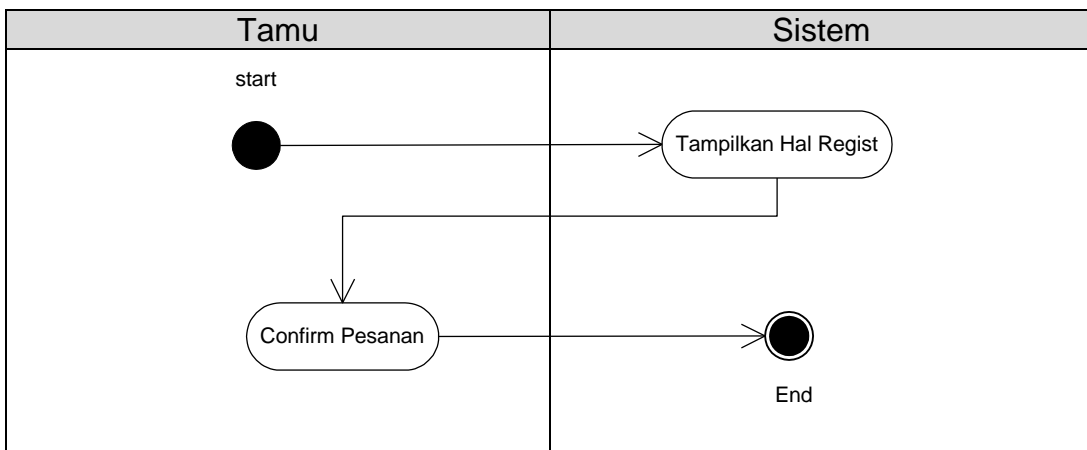 Tamu
Sistem
start
Tampilkan Hal Regist
Confirm Pesanan
End